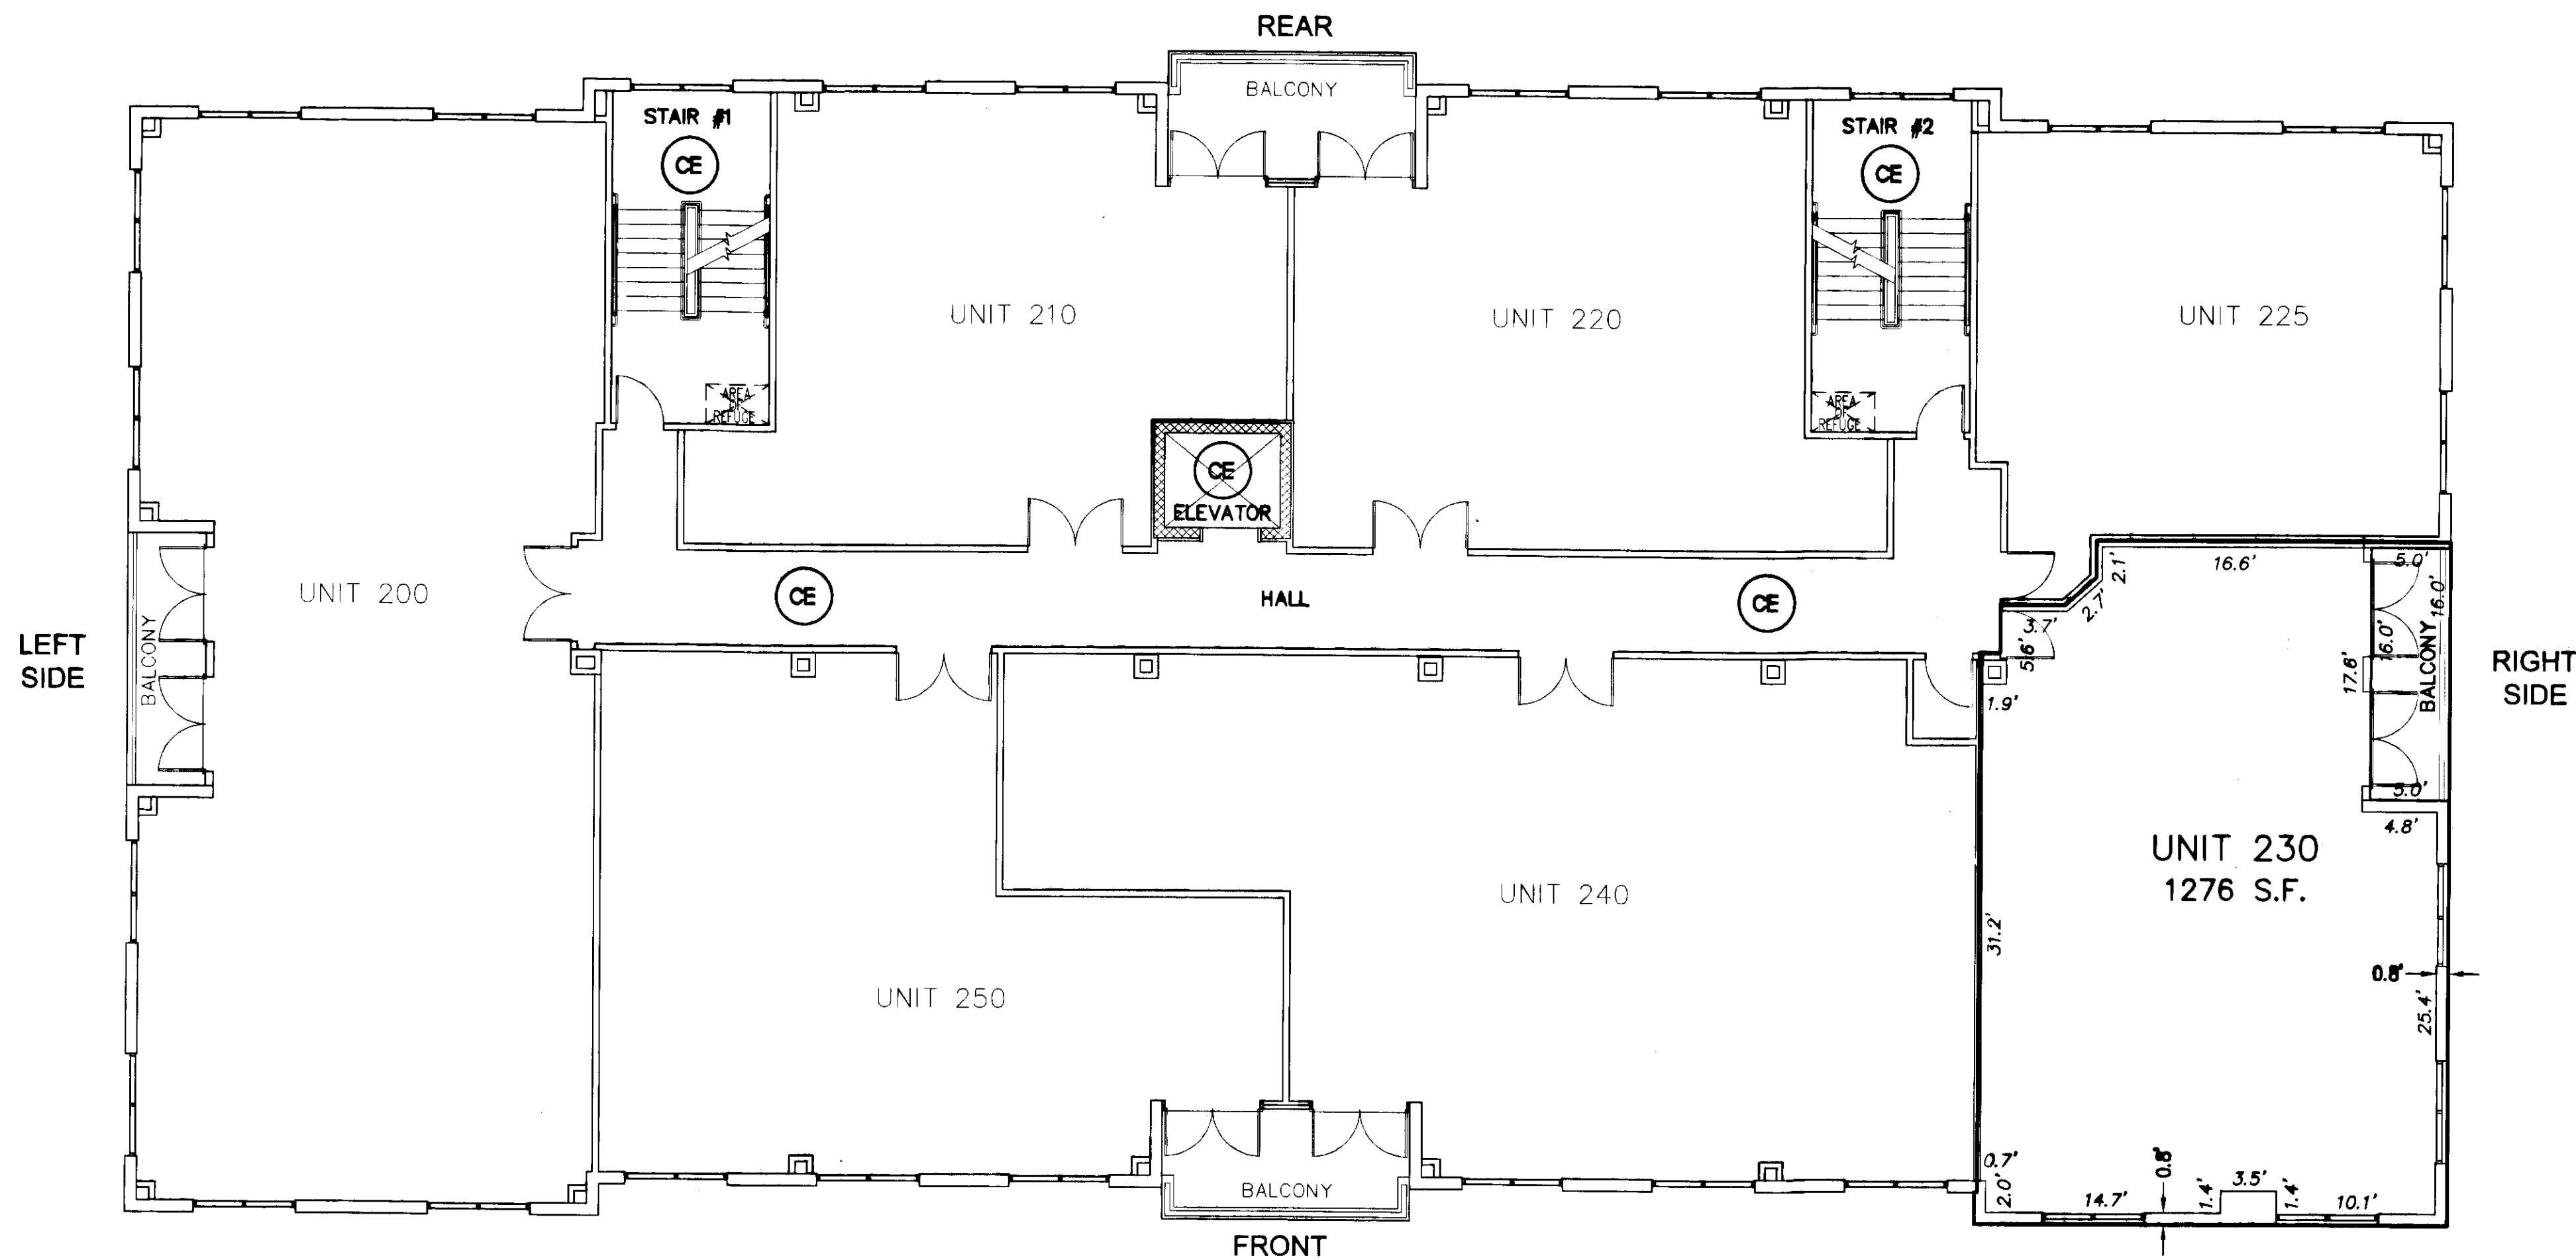 REAR
BALCONY
STAIR #1
CE
STAIR #2
CE
UNIT 210
UNIT 220
UNIT 225
AREA
OF
REFUGE
AREA
OF
REFUGE
CE
ELEVATOR
UNIT 200
CE
HALL
CE
LEFT
SIDE
BALCONY
16.6'
2.1'
2.7'
3.7'
5.6'
1.9'
5.0'
16.0'
16.0'
17.6'
BALCONY
5.0'
4.8'
RIGHT
SIDE
UNIT 230
1276 S.F.
UNIT 240
UNIT 250
31.2'
0.8'
25.4'
0.7'
2.0'
14.7'
0.8'
1.4'
3.5'
1.4'
10.1'
BALCONY
FRONT